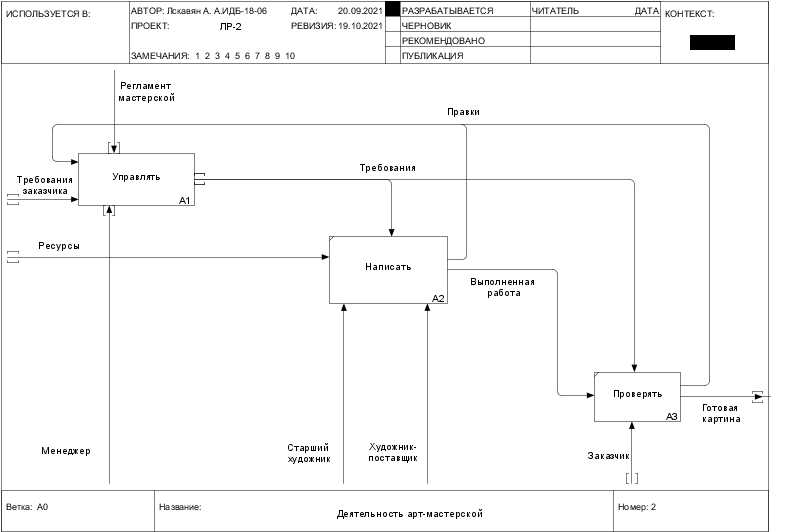 ИСПОЛЬЗУЕТСЯ В:
АВТОР: Лскавян А. А.ИДБ-18-06
ДАТА: 20.09.2021
ПРОЕКТ: ЛР-2
РЕВИЗИЯ: 19.10.2021
ЗАМЕЧАНИЯ: 1 2 3 4 5 6 7 8 9 10
РАЗРАБАТЫВАЕТСЯ
ЧЕРНОВИК
РЕКОМЕНДОВАНО
ПУБЛИКАЦИЯ
ЧИТАТЕЛЬ ДАТА
КОНТЕКСТ:
Регламент
мастерской
Правки
Требования
заказчика
Управлять
A1
Требования
Ресурсы
Написать
A2
Выполненная
работа
Проверять
A3
Готовая
картина
Менеджер
Старший
художник
Художник-
поставщик
Заказчик
Ветка: A0
Название:
Деятельность арт-мастерской
Номер: 2